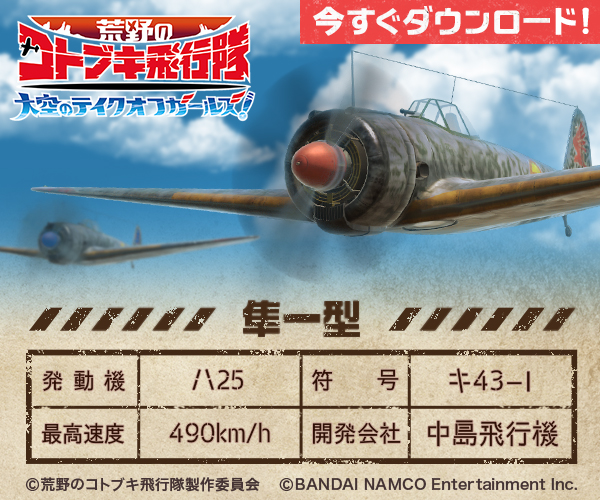 今すぐダウンロード!
荒野の
コトブキ飛行隊
大空のテイクオフガールズ!
隼一型
発動機 ハ25 符号 キ43-I
最高速度 490km/h 開発会社 中島飛行機
©荒野のコトブキ飛行隊製作委員会 ©BANDAI NAMCO Entertainment Inc.